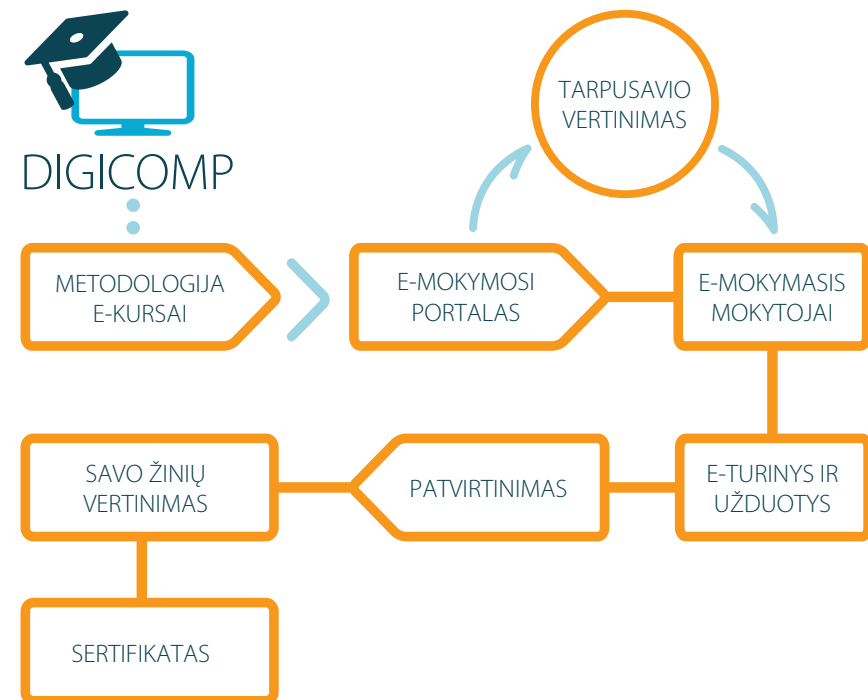 DIGICOMP
TARPUSAVIO
VERTINIMAS
METODOLOGIJA
E-KURSAI
E-MOKYMOSI
PORTALAS
E-MOKYMASIS
MOKYTOJAI
E-TURINYS IR
UŽDUOTYS
PATVIRTINIMAS
SAVO ŽINIŲ
VERTINIMAS
SERTIFIKATAS